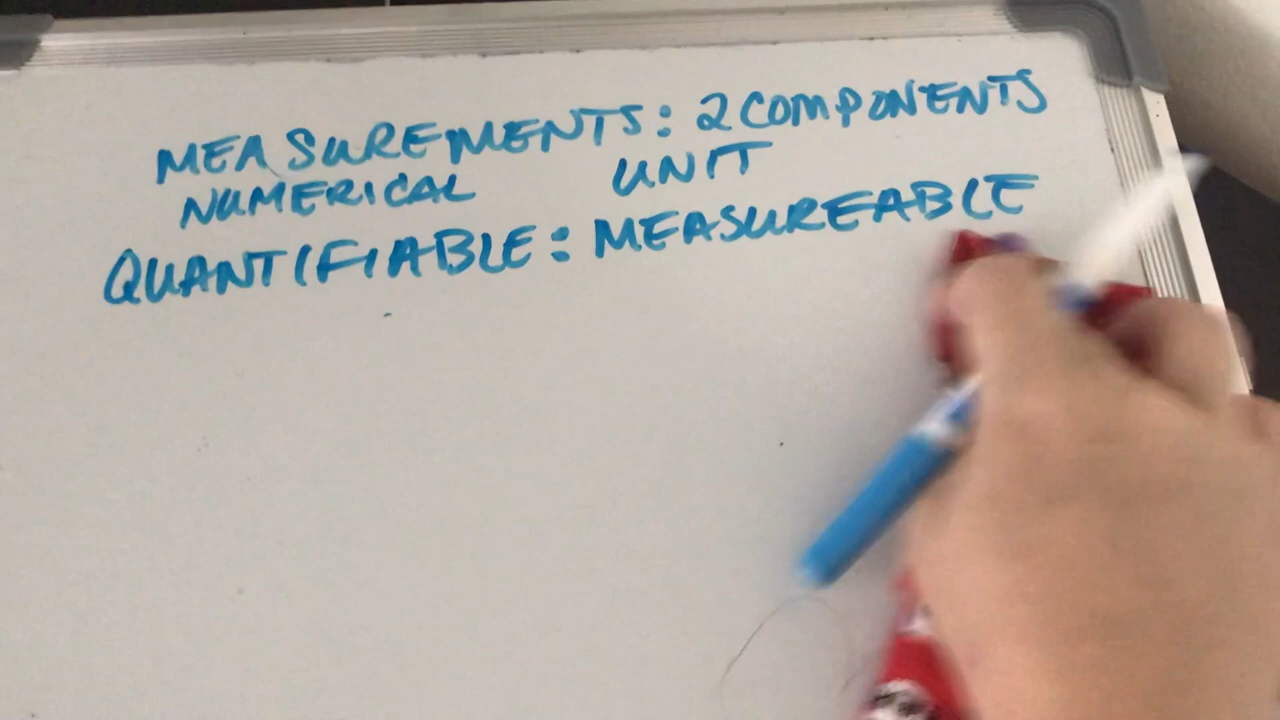 MEASUREMENTS: 2 COMPONENTS
NUMERICAL UNIT
QUANTIFIABLE: MEASUREABLE